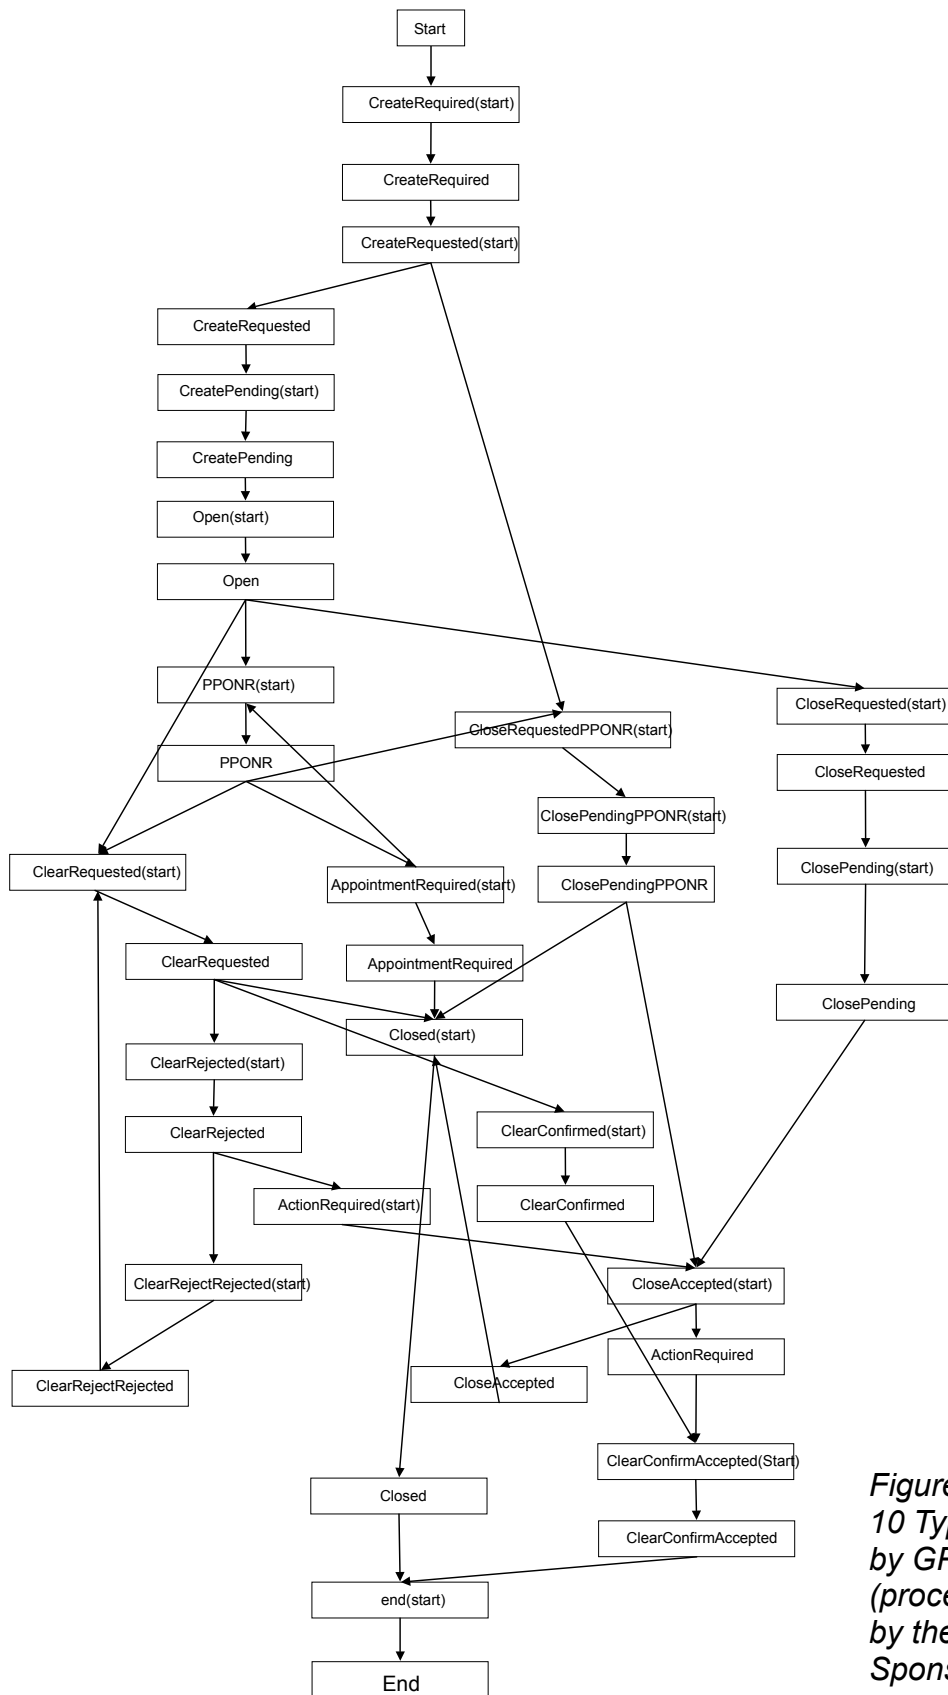 Start
CreateRequired(start)
CreateRequired
CreateRequested(start)
CreateRequested
CreatePending(start)
CreatePending
Open(start)
Open
PPONR(start)
CloseRequested(start)
CloseRequestedPPONR(start)
PPONR
CloseRequested
ClosePendingPPONR(start)
ClearRequested(start)
ClosePending(start)
AppointmentRequired(start)
ClosePendingPPONR
ClearRequested
AppointmentRequired
ClosePending
Closed(start)
ClearRejected(start)
ClearConfirmed(start)
ClearRejected
ActionRequired(start)
ClearConfirmed
ClearRejectRejected(start)
CloseAccepted(start)
ActionRequired
ClearRejectRejected
CloseAccepted
ClearConfirmAccepted(Start)
Closed
ClearConfirmAccepted
end(start)
End
Figure
10 Typ
by GF
(proce
by the
Spons